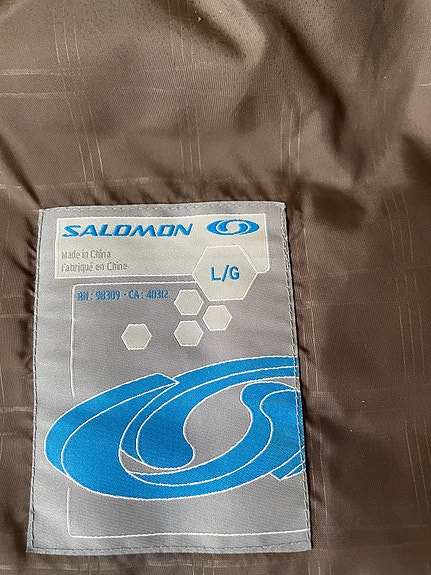 SALOMON
Made in China
Fabriqué en Chine
L/G
RN : 98309 · CA : 40312